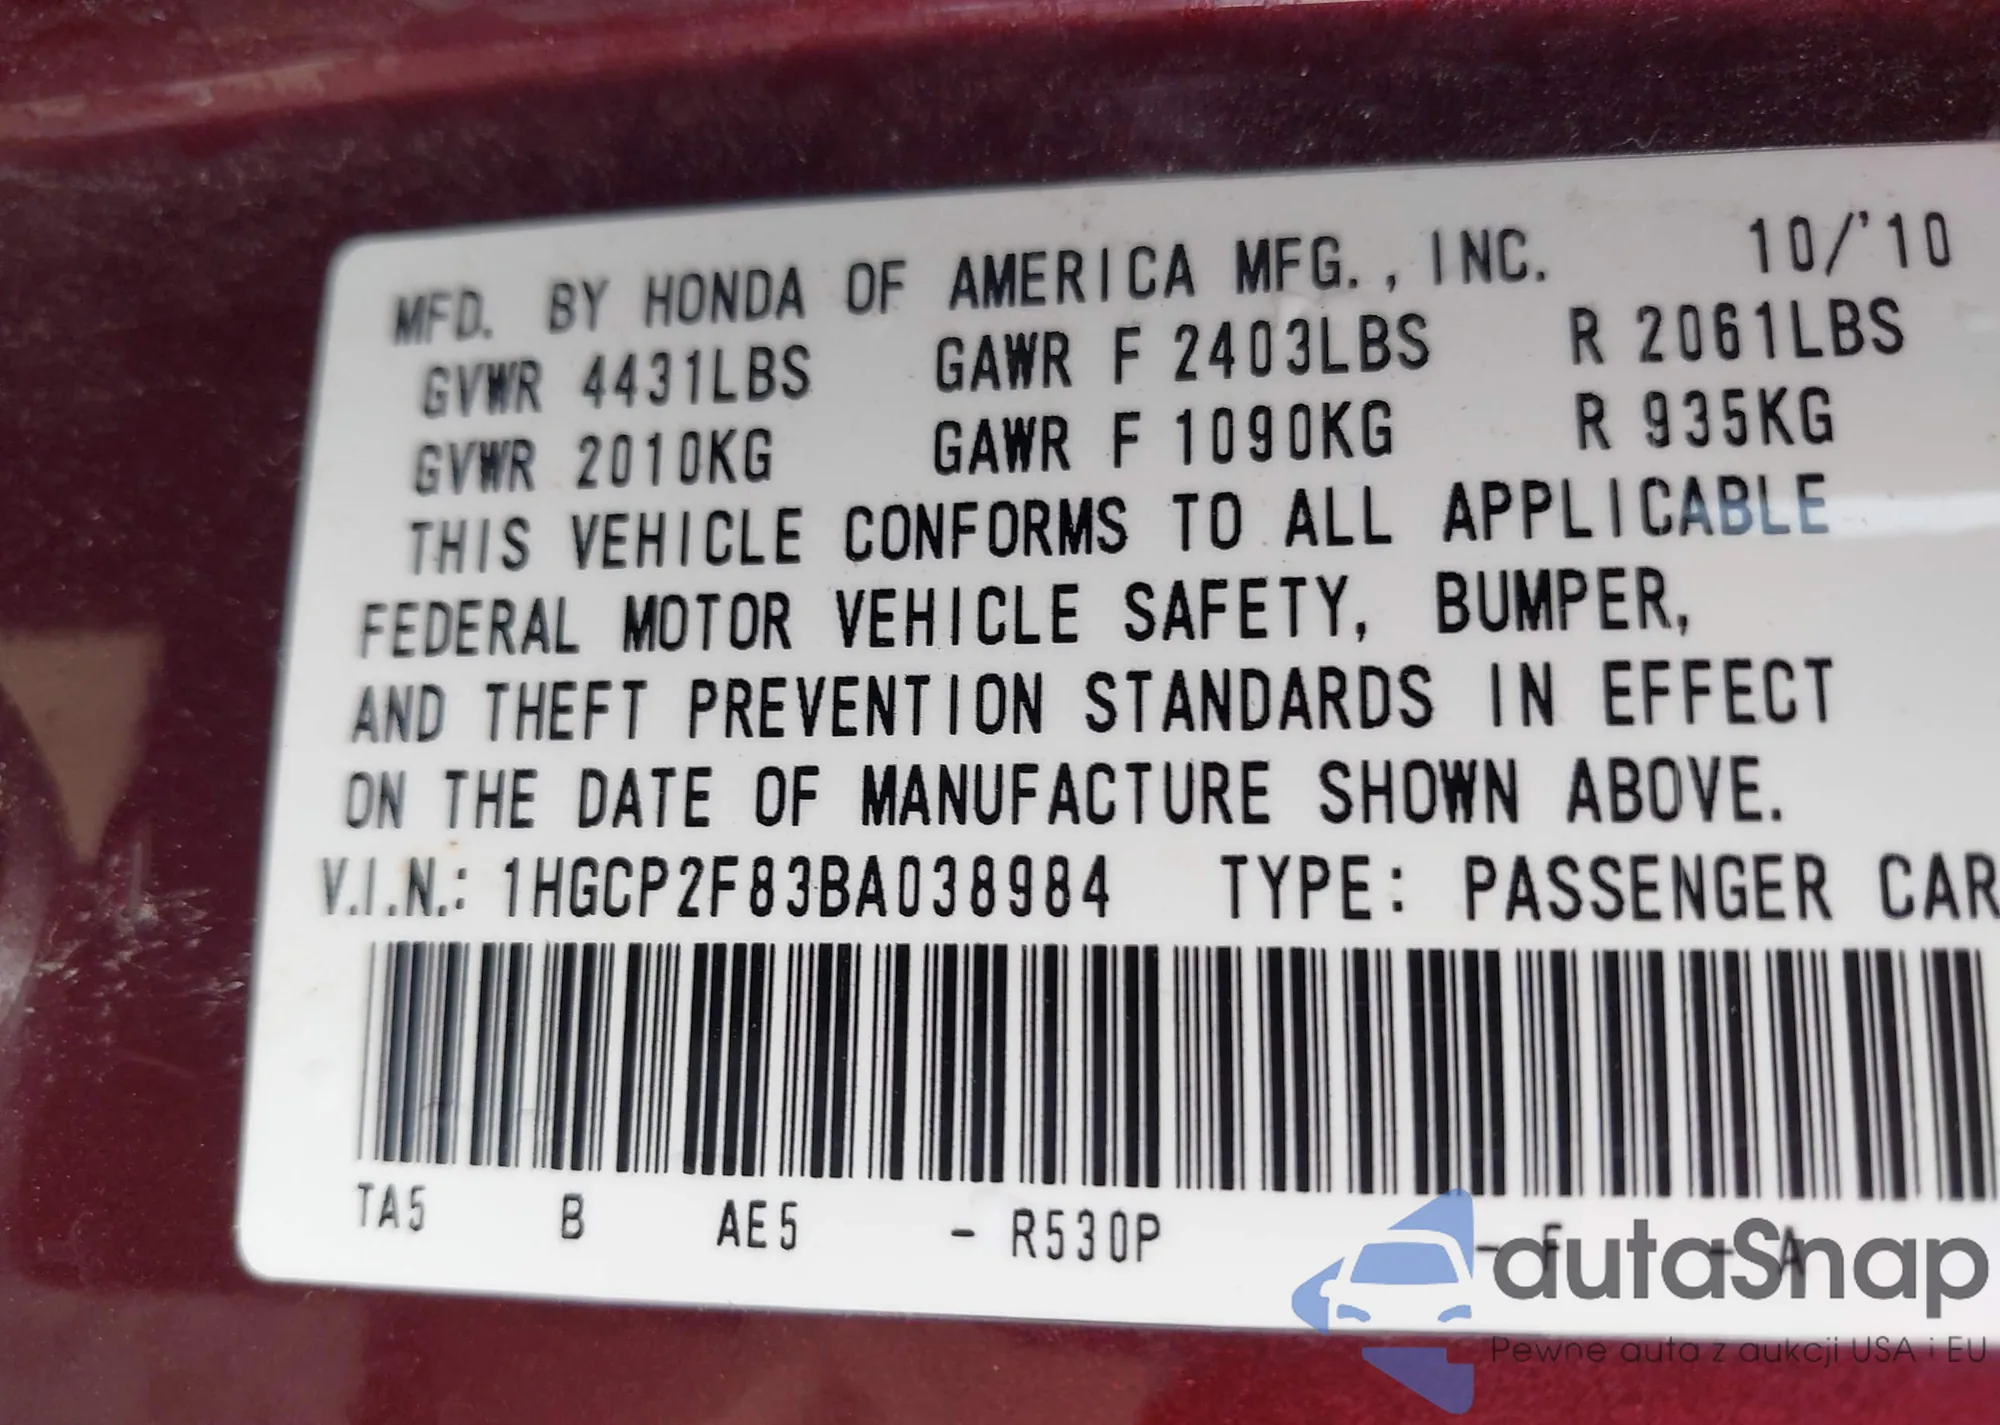 MFD. BY HONDA OF AMERICA MFG., INC. 10/'10
GVWR 4431LBS GAWR F 2403LBS R 2061LBS
GVWR 2010KG GAWR F 1090KG R 935KG
THIS VEHICLE CONFORMS TO ALL APPLICABLE
FEDERAL MOTOR VEHICLE SAFETY, BUMPER,
AND THEFT PREVENTION STANDARDS IN EFFECT
ON THE DATE OF MANUFACTURE SHOWN ABOVE.
V.I.N.: 1HGCP2F83BA038984 TYPE: PASSENGER CAR
TA5 B AE5 - R530P - F - A
autaSnap
Pewne auta z aukcji USA i EU